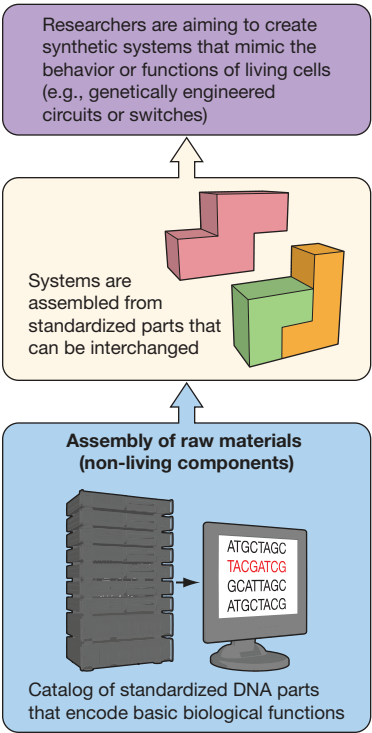 Researchers are aiming to create
synthetic systems that mimic the
behavior or functions of living cells
(e.g., genetically engineered
circuits or switches)
Systems are
assembled from
standardized parts that
can be interchanged
Assembly of raw materials
(non-living components)
ATGCTAGC
TACGATCG
GCATTAGC
ATGCTACG
Catalog of standardized DNA parts
that encode basic biological functions